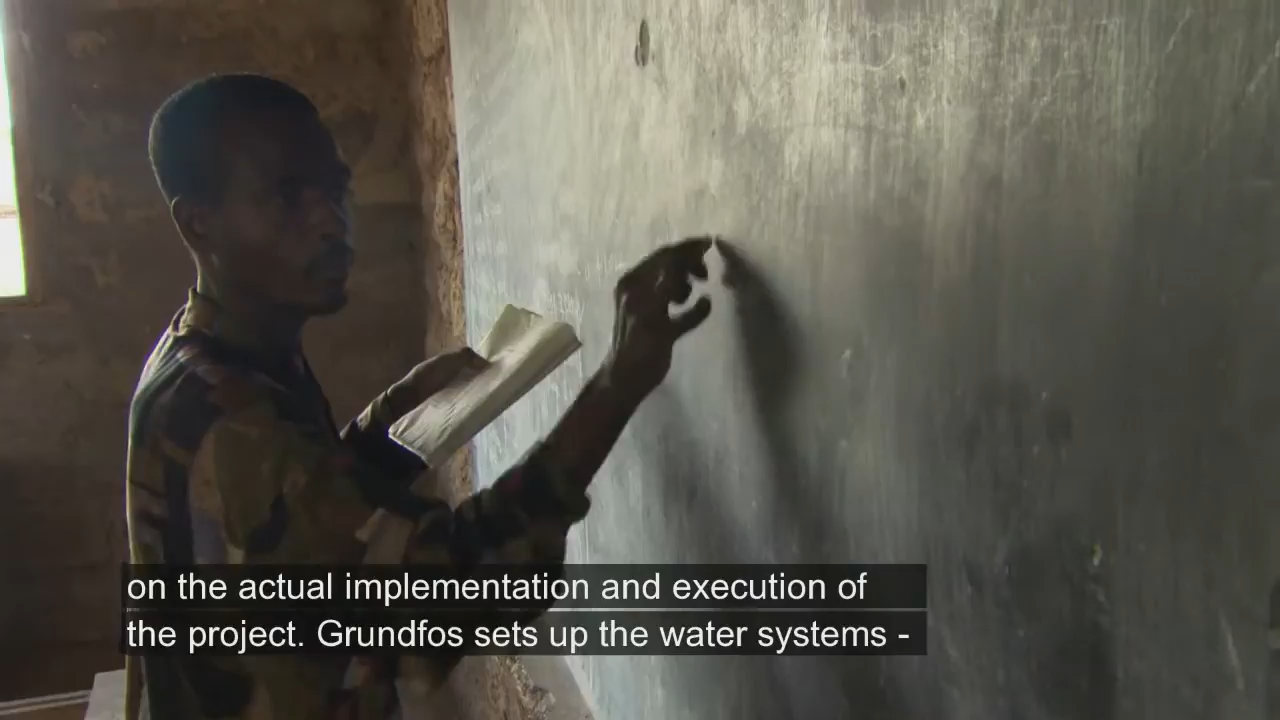 on the actual implementation and execution of
the project. Grundfos sets up the water systems -